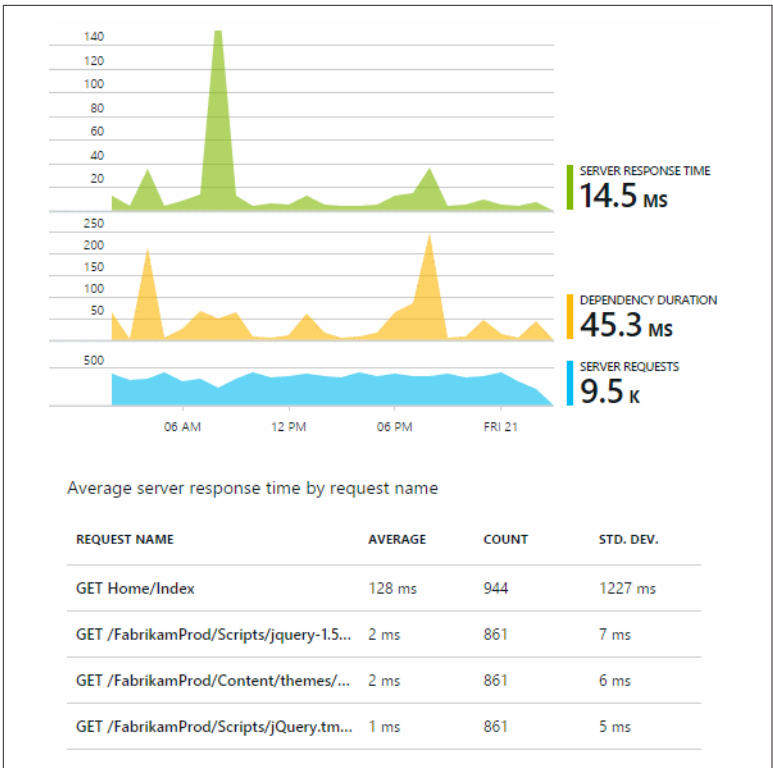 140
120
100
80
60
40
20
SERVER RESPONSE TIME
14.5 MS
250
200
150
100
50
DEPENDENCY DURATION
45.3 MS
500
SERVER REQUESTS
9.5 K
06 AM 12 PM 06 PM FRI 21
Average server response time by request name
REQUEST NAME AVERAGE COUNT STD. DEV.
GET Home/Index 128 ms 944 1227 ms
GET /FabrikamProd/Scripts/jquery-1.5... 2 ms 861 7 ms
GET /FabrikamProd/Content/themes/... 2 ms 861 6 ms
GET /FabrikamProd/Scripts/jQuery.tm... 1 ms 861 5 ms